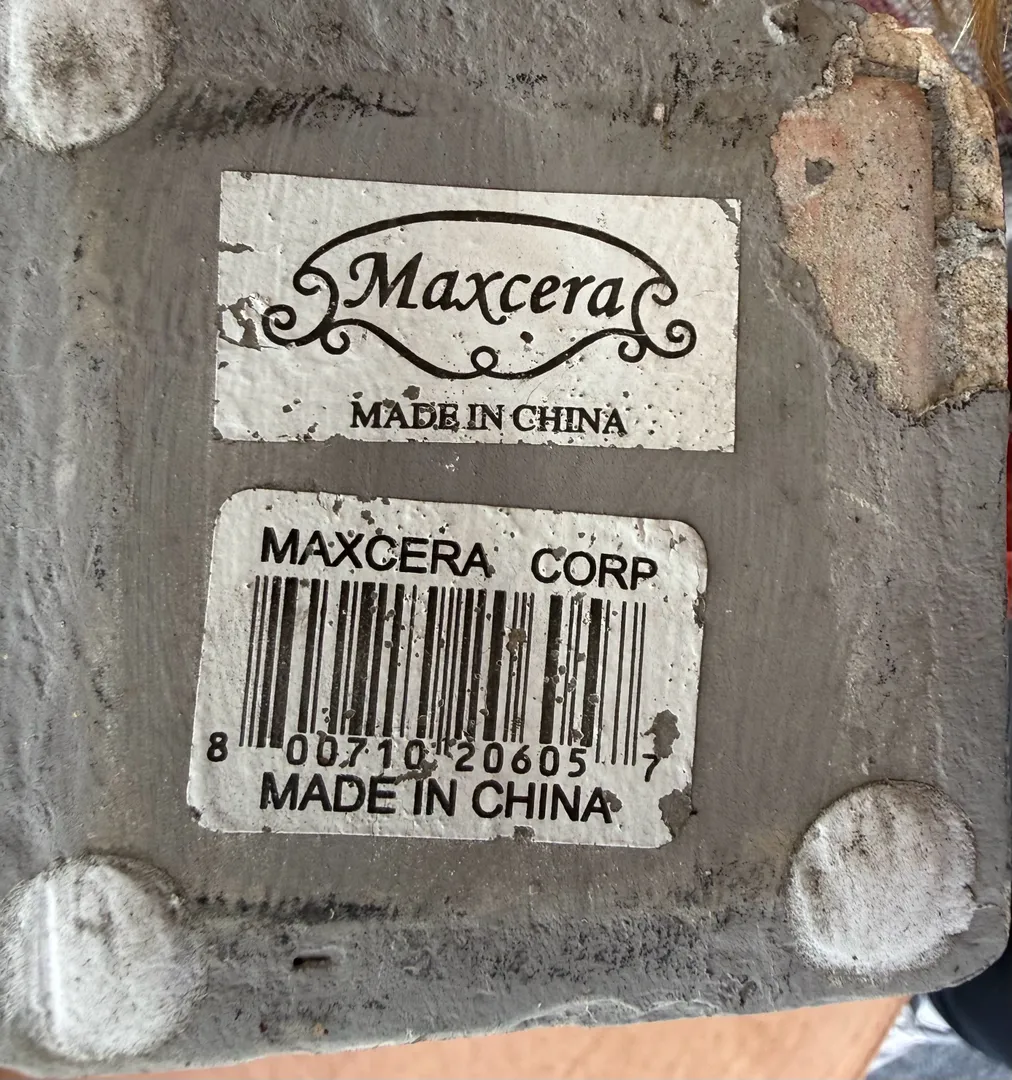 Maxcera
MADE IN CHINA
MAXCERA CORP
8 00710 20605 7
MADE IN CHINA